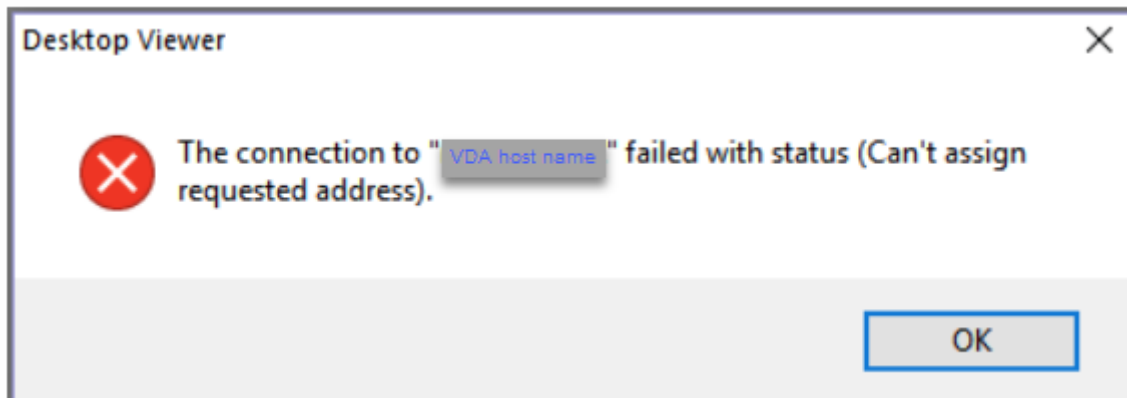 Desktop Viewer
The connection to "VDA host name" failed with status (Can't assign
requested address).
OK